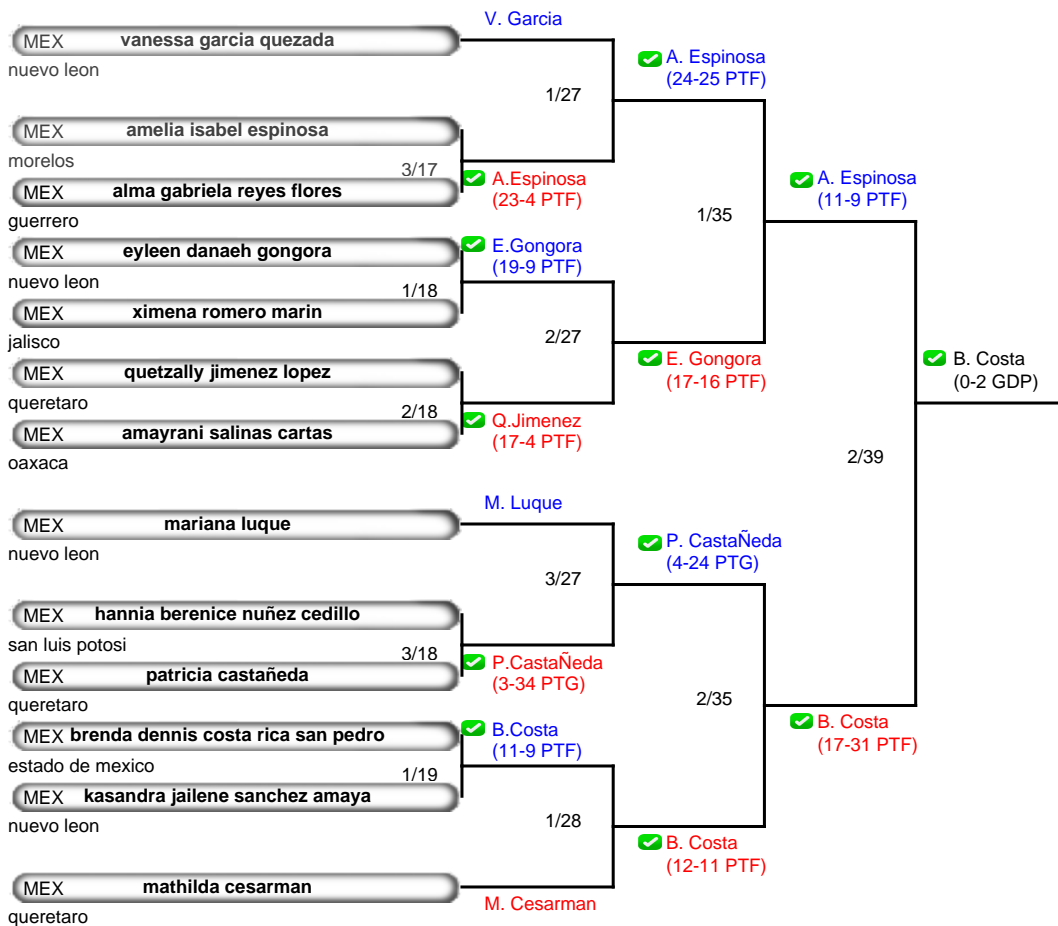 V. Garcia
MEX vanessa garcia quezada
nuevo leon
A. Espinosa
(24-25 PTF)
1/27
MEX amelia isabel espinosa
morelos
3/17
A.Espinosa
(23-4 PTF)
MEX alma gabriela reyes flores
guerrero
A. Espinosa
(11-9 PTF)
1/35
MEX eyleen danaeh gongora
nuevo leon
E.Gongora
(19-9 PTF)
1/18
MEX ximena romero marin
jalisco
2/27
E. Gongora
(17-16 PTF)
MEX quetzally jimenez lopez
queretaro
2/18
Q.Jimenez
(17-4 PTF)
MEX amayrani salinas cartas
oaxaca
B. Costa
(0-2 GDP)
2/39
M. Luque
MEX mariana luque
nuevo leon
P. CastaÑeda
(4-24 PTG)
3/27
MEX hannia berenice nuñez cedillo
san luis potosi
3/18
P.CastaÑeda
(3-34 PTG)
MEX patricia castañeda
queretaro
2/35
B. Costa
(17-31 PTF)
MEX brenda dennis costa rica san pedro
estado de mexico
B.Costa
(11-9 PTF)
1/19
MEX kasandra jailene sanchez amaya
nuevo leon
1/28
B. Costa
(12-11 PTF)
MEX mathilda cesarman
queretaro
M. Cesarman